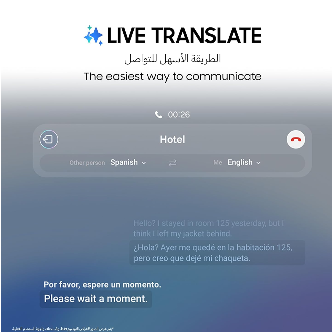 LIVE TRANSLATE
الطريقة الأسهل للتواصل
The easiest way to communicate
00:26
Hotel
Other person Spanish Me English
Hello? I stayed in room 125 yesterday, but I
think I left my jacket behind.
¿Hola? Ayer me quedé en la habitación 125,
pero creo que dejé mi chaqueta.
Por favor, espere un momento.
Please wait a moment.